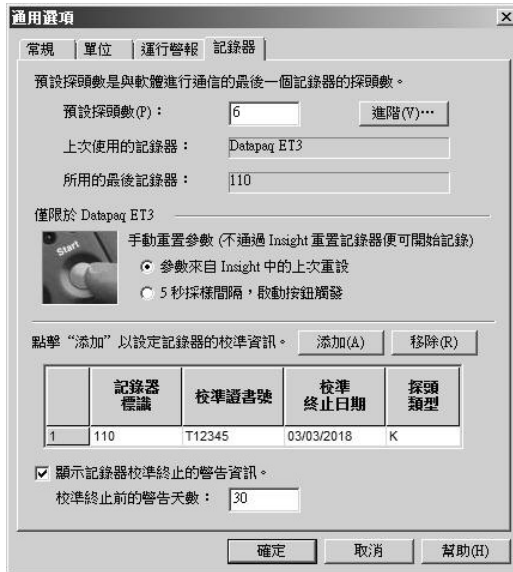 通用選項
常規 單位 運行警報 記錄器
預設探頭數是與軟體進行通信的最後一個記錄器的探頭數。
預設探頭數(P)： 6 進階(V)…
上次使用的記錄器： Datapaq ET3
所用的最後記錄器： 110
僅限於 Datapaq ET3
Start
手動重置參數 (不通過 Insight 重置記錄器便可開始記錄)
參數來自 Insight 中的上次重設
5 秒採樣間隔，啟動按鈕觸發
點擊“添加”以設定記錄器的校準資訊。 添加(A) 移除(R)
記錄器標識 校準證書號 校準終止日期 探頭類型
1 110 T12345 03/03/2018 K
顯示記錄器校準終止的警告資訊。
校準終止前的警告天數： 30
確定 取消 幫助(H)